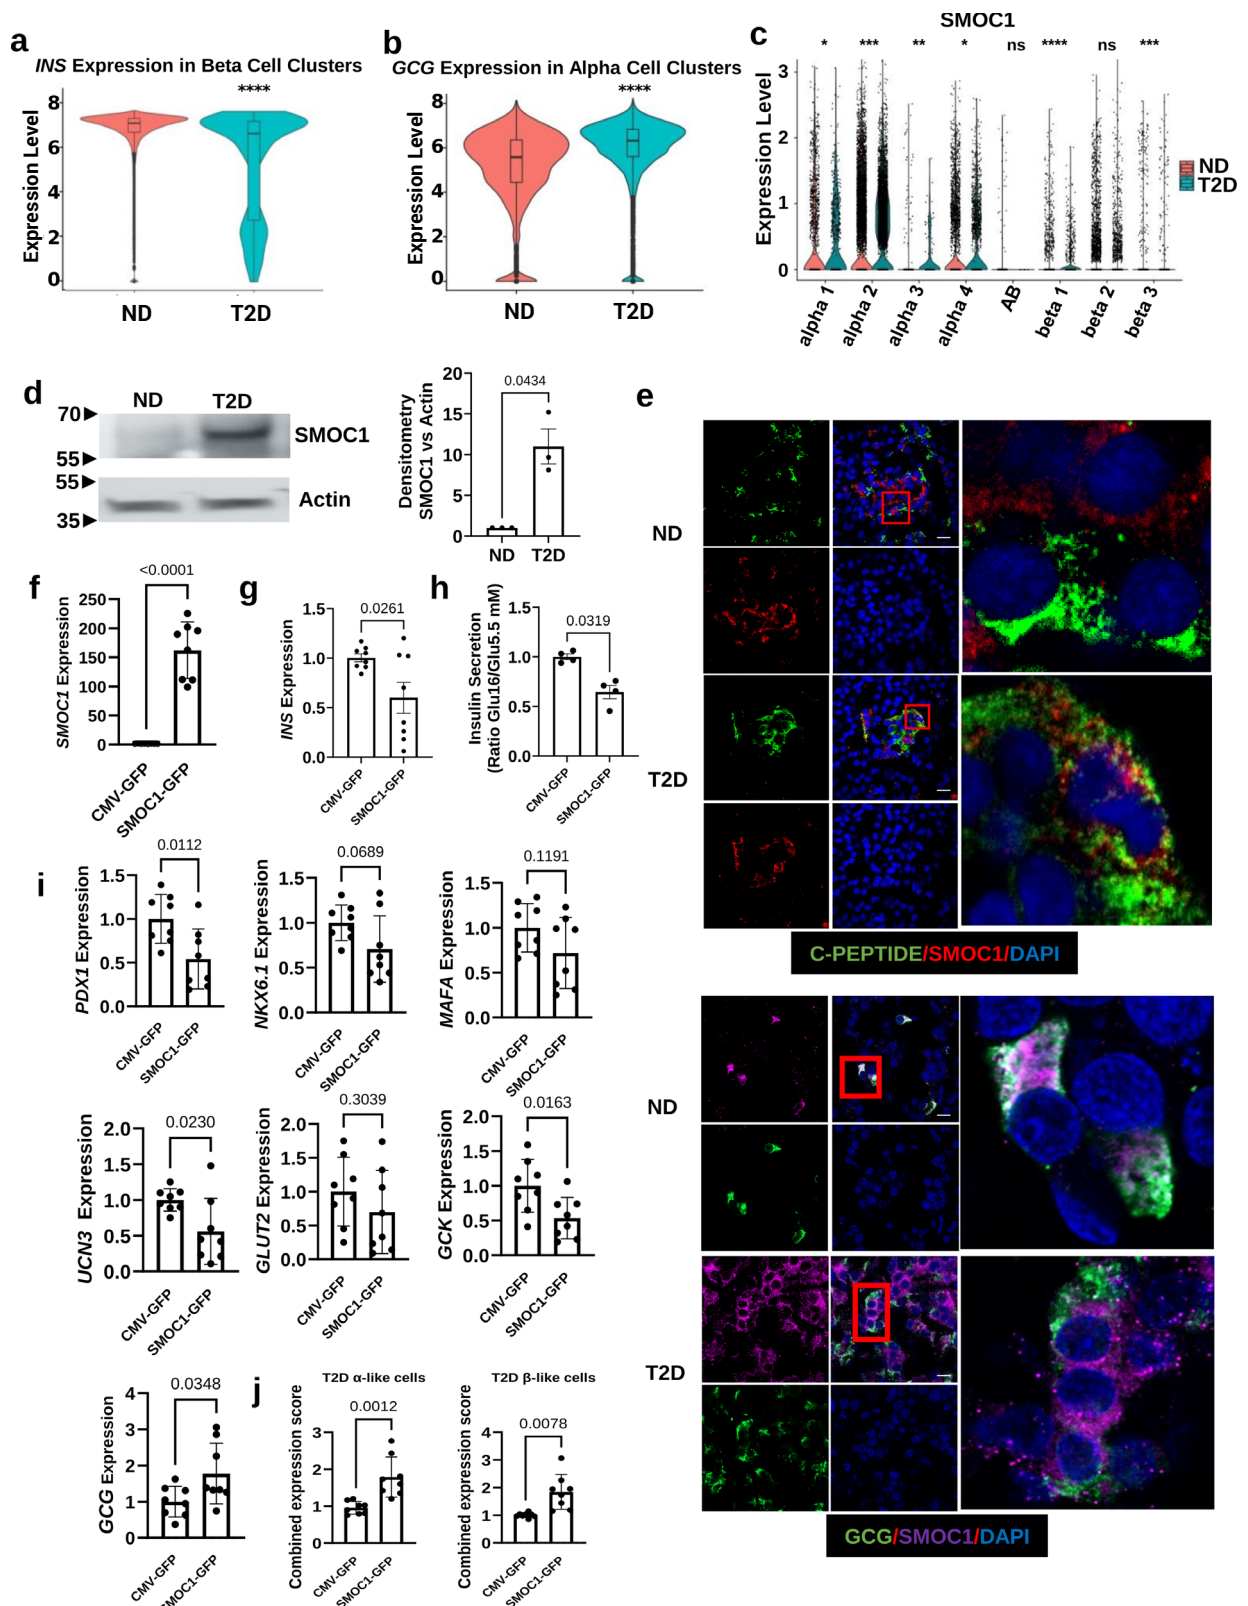 a
INS Expression in Beta Cell Clusters
****
Expression Level
8
6
4
2
0
ND
T2D
b
GCG Expression in Alpha Cell Clusters
****
Expression Level
8
6
4
2
0
ND
T2D
c
SMOC1
* *** ** * ns **** ns ***
Expression Level
3
2
1
0
alpha 1
alpha 2
alpha 3
alpha 4
AB
beta 1
beta 2
beta 3
ND
T2D
d
ND T2D
70
55
SMOC1
55
35
Actin
Densitometry
SMOC1 vs Actin
20
15
10
5
0
0.0434
ND T2D
e
ND
T2D
C-PEPTIDE/SMOC1/DAPI
ND
T2D
GCG/SMOC1/DAPI
f
<0.0001
SMOC1 Expression
250
200
150
100
50
0
CMV-GFP
SMOC1-GFP
g
0.0261
INS Expression
1.5
1.0
0.5
0.0
CMV-GFP
SMOC1-GFP
h
0.0319
Insulin Secretion
(Ratio Glu16/Glu5.5 mM)
1.5
1.0
0.5
0.0
CMV-GFP
SMOC1-GFP
i
0.0112
PDX1 Expression
1.5
1.0
0.5
0.0
CMV-GFP
SMOC1-GFP
0.0689
NKX6.1 Expression
1.5
1.0
0.5
0.0
CMV-GFP
SMOC1-GFP
0.1191
MAFA Expression
1.5
1.0
0.5
0.0
CMV-GFP
SMOC1-GFP
0.0230
UCN3 Expression
2.0
1.5
1.0
0.5
0.0
CMV-GFP
SMOC1-GFP
0.3039
GLUT2 Expression
2.0
1.5
1.0
0.5
0.0
CMV-GFP
SMOC1-GFP
0.0163
GCK Expression
2.0
1.5
1.0
0.5
0.0
CMV-GFP
SMOC1-GFP
0.0348
GCG Expression
4
3
2
1
0
CMV-GFP
SMOC1-GFP
j
T2D α-like cells
0.0012
Combined expression score
3
2
1
0
CMV-GFP
SMOC1-GFP
T2D β-like cells
0.0078
Combined expression score
4
3
2
1
0
CMV-GFP
SMOC1-GFP